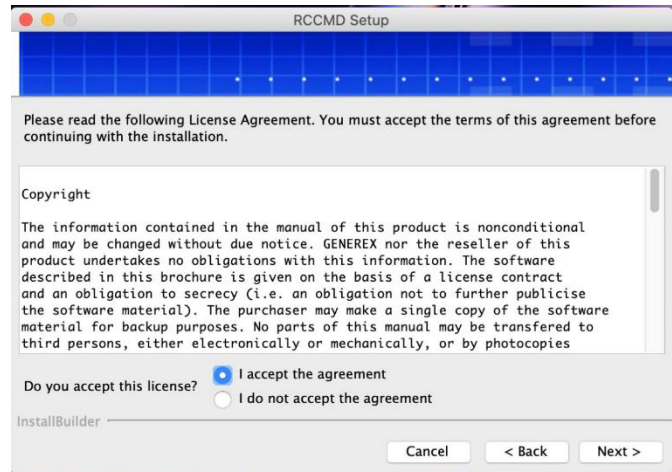 RCCMD Setup
Please read the following License Agreement. You must accept the terms of this agreement before
continuing with the installation.
Copyright
The information contained in the manual of this product is nonconditional
and may be changed without due notice. GENEREX nor the reseller of this
product undertakes no obligations with this information. The software
described in this brochure is given on the basis of a license contract
and an obligation to secrecy (i.e. an obligation not to further publicise
the software material). The purchaser may make a single copy of the software
material for backup purposes. No parts of this manual may be transfered to
third persons, either electronically or mechanically, or by photocopies
Do you accept this license?
I accept the agreement
I do not accept the agreement
InstallBuilder
Cancel
< Back
Next >